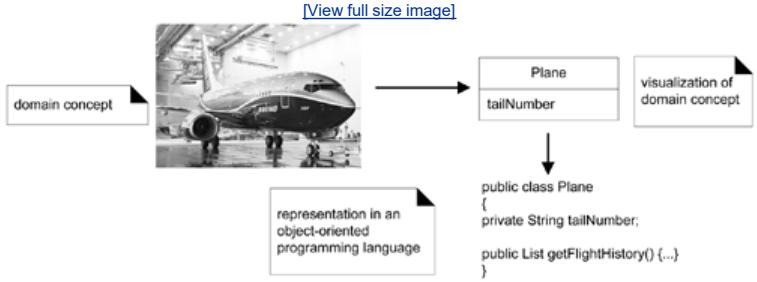 [View full size image]
domain concept
BOEING
Plane
tailNumber
visualization of
domain concept
representation in an
object-oriented
programming language
public class Plane
{
private String tailNumber;
public List getFlightHistory() {...}
}